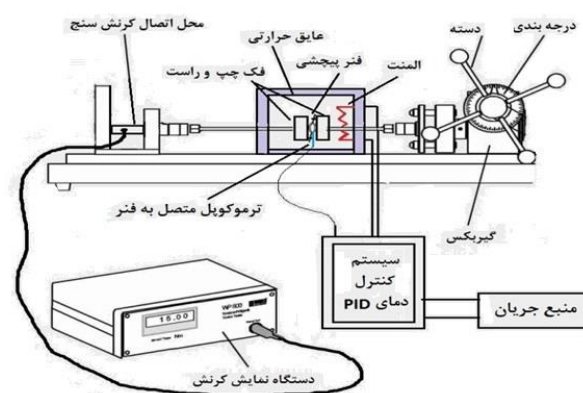 محل اتصال کرنش سنج
عایق حرارتی
فنر پیچشی
فک چپ و راست
المنت
دسته
درجه بندی
ترموکوپل متصل به فنر
گیربکس
سیستم
کنترل
دمای PID
منبع جریان
15.00
دستگاه نمایش کرنش